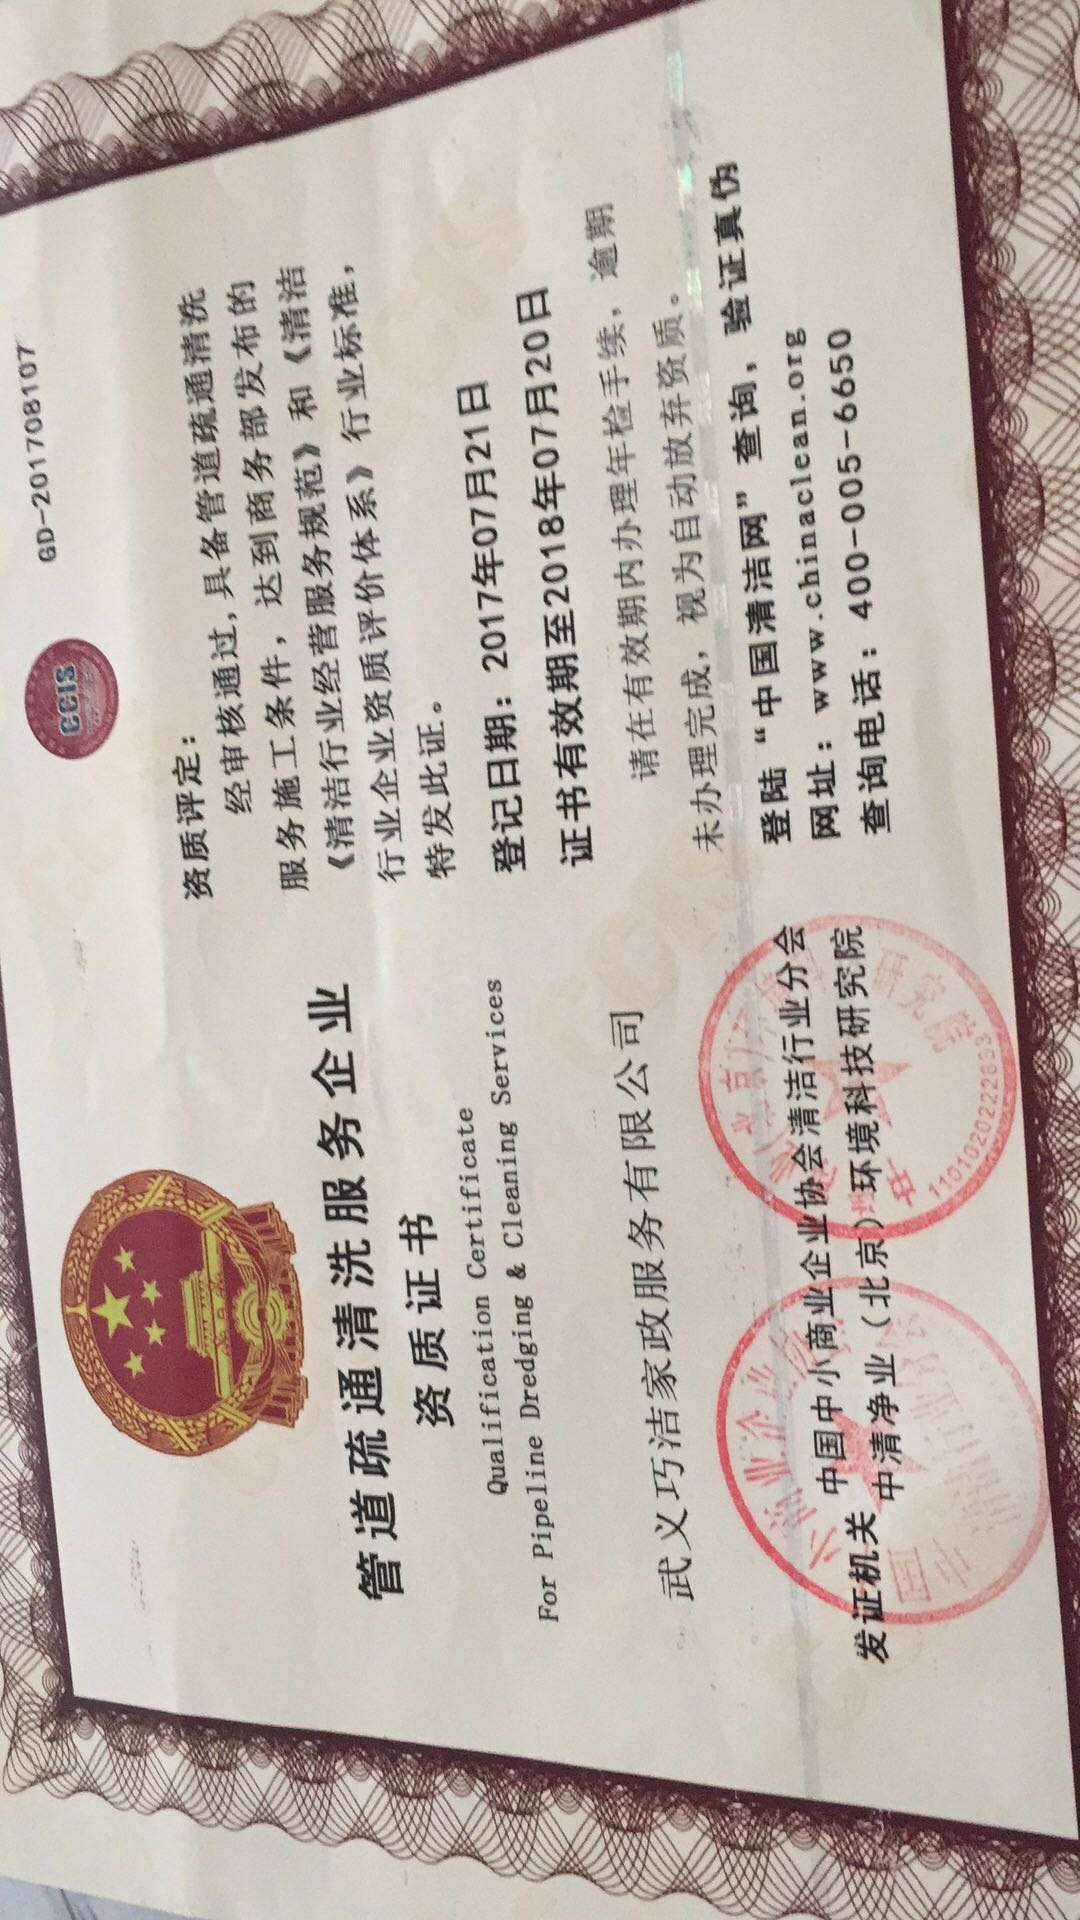 管道疏通清洗服务企业
资质证书
Qualification Certificate
For Pipeline Dredging & Cleaning Services
武义巧洁家政服务有限公司
发证机关 中国中小商业企业协会清洁行业分会
中清净业（北京）环境科技研究院
1101020222833
CCIS
GD-201708107
资质评定：
经审核通过，具备管道疏通清洗
服务施工条件，达到商务部发布的
《清洁行业经营服务规范》和《清洁
行业企业资质评价体系》行业标准，
特发此证。
登记日期：2017年07月21日
证书有效期至2018年07月20日
请在有效期内办理年检手续，逾期
未办理完成，视为自动放弃资质。
登陆“中国清洁网”查询，验证真伪
网址：www.chinaclean.org
查询电话：400-005-6650